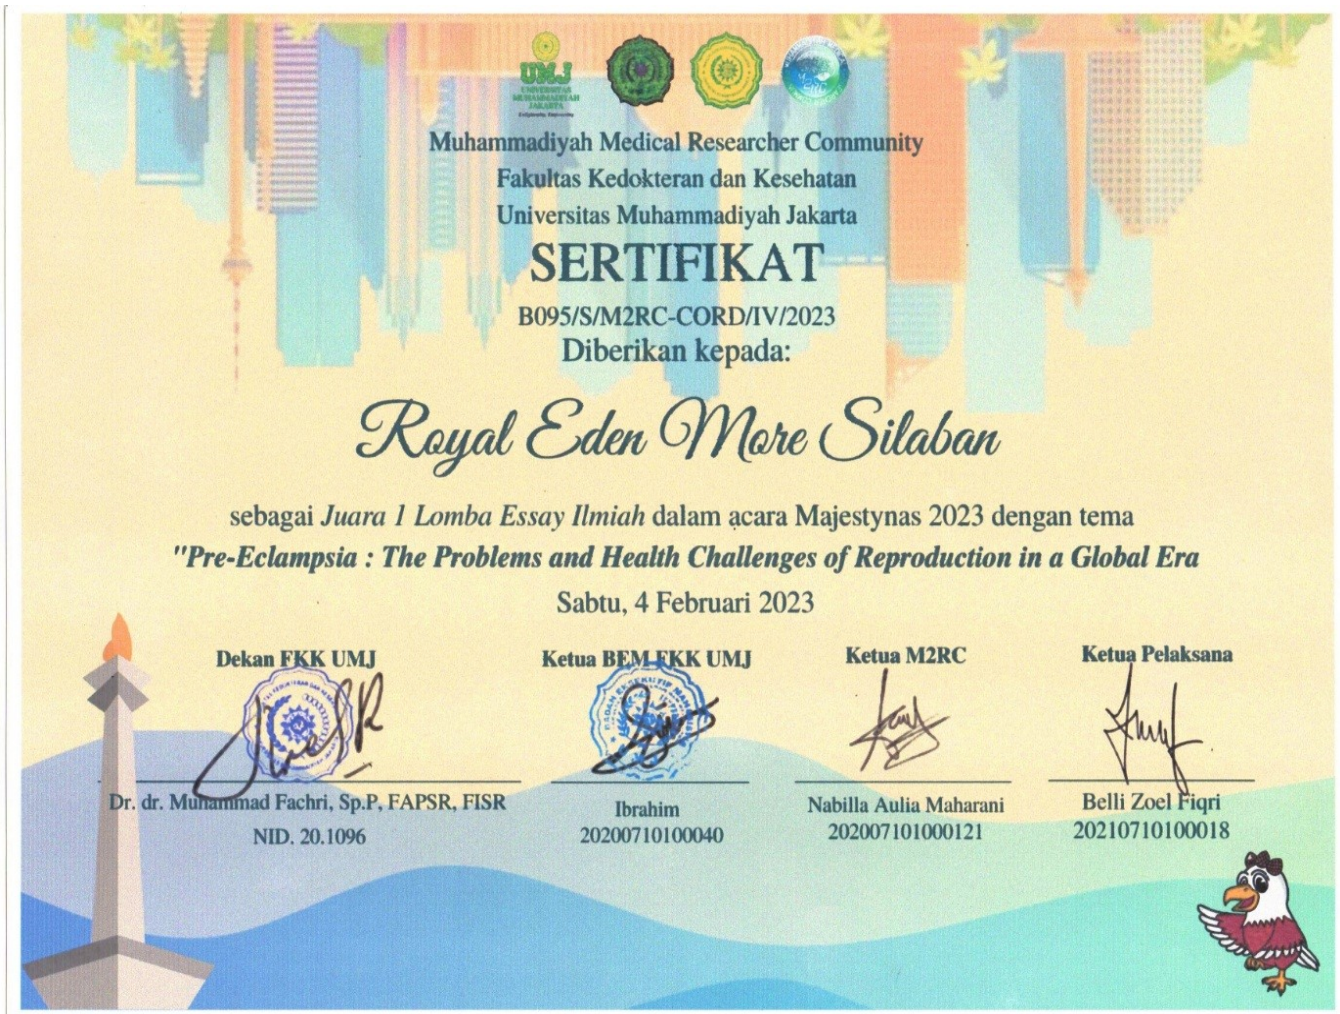 UMJ
UNIVERSITAS
MUHAMMADIYAH
JAKARTA
Muhammadiyah Medical Researcher Community
Fakultas Kedokteran dan Kesehatan
Universitas Muhammadiyah Jakarta
SERTIFIKAT
B095/S/M2RC-CORD/IV/2023
Diberikan kepada:
Royal Eden More Silaban
sebagai Juara 1 Lomba Essay Ilmiah dalam acara Majestynas 2023 dengan tema
"Pre-Eclampsia : The Problems and Health Challenges of Reproduction in a Global Era
Sabtu, 4 Februari 2023
Dekan FKK UMJ
Ketua BEM FKK UMJ
Ketua M2RC
Ketua Pelaksana
Dr. dr. Muhammad Fachri, Sp.P, FAPSR, FISR
NID. 20.1096
Ibrahim
20200710100040
Nabilla Aulia Maharani
202007101000121
Belli Zoel Fiqri
20210710100018